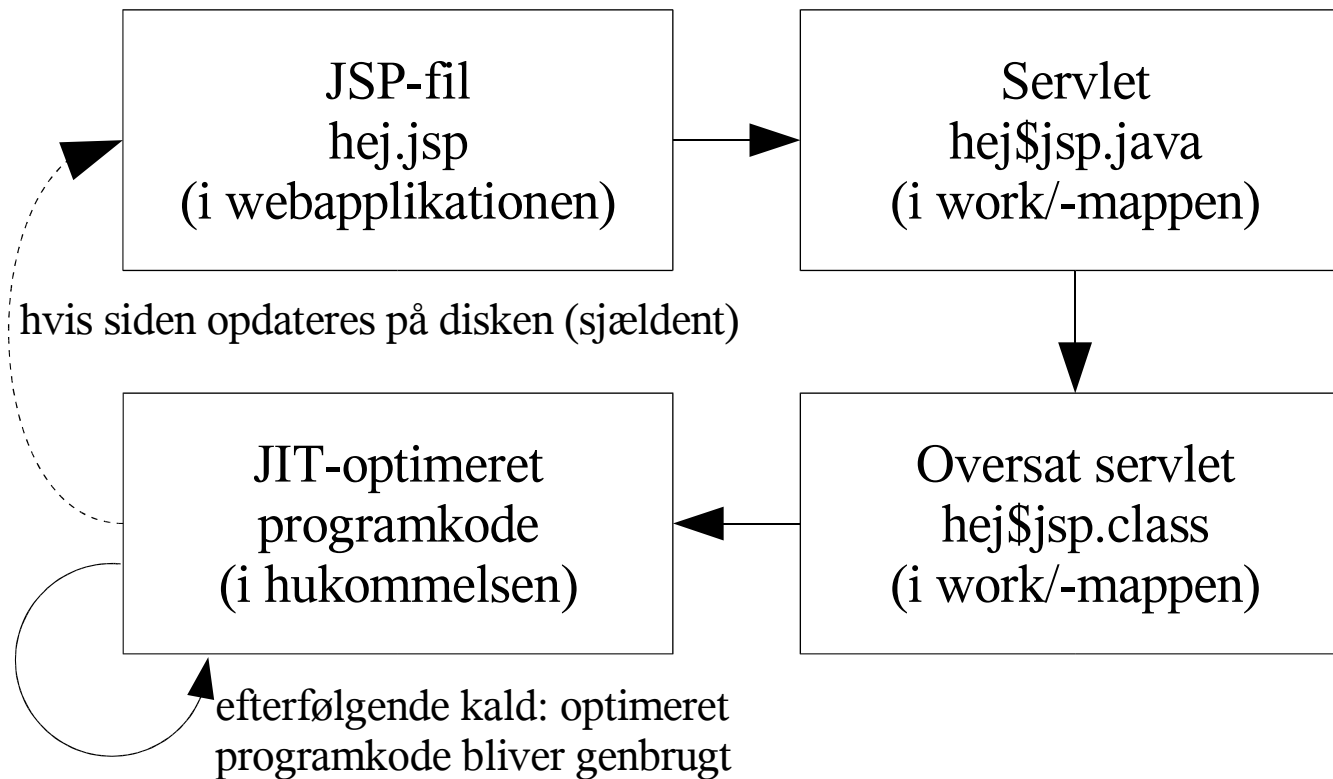 JSP-fil
hej.jsp
(i webapplikationen)
Servlet
hej$jsp.java
(i work/-mappen)
hvis siden opdateres på disken (sjældent)
JIT-optimeret
programkode
(i hukommelsen)
Oversat servlet
hej$jsp.class
(i work/-mappen)
efterfølgende kald: optimeret
programkode bliver genbrugt